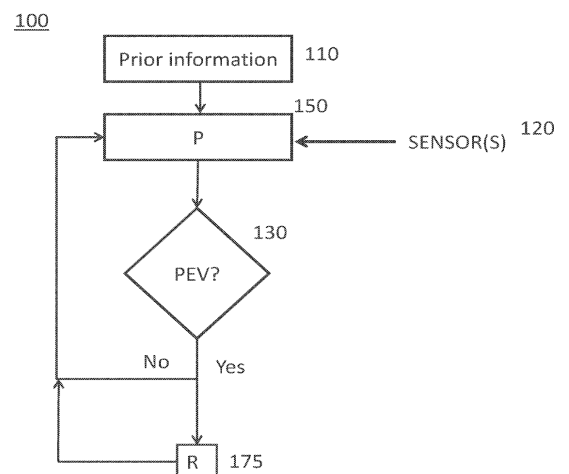 100
Prior information
110
150
P
SENSOR(S)
120
130
PEV?
No
Yes
R
175